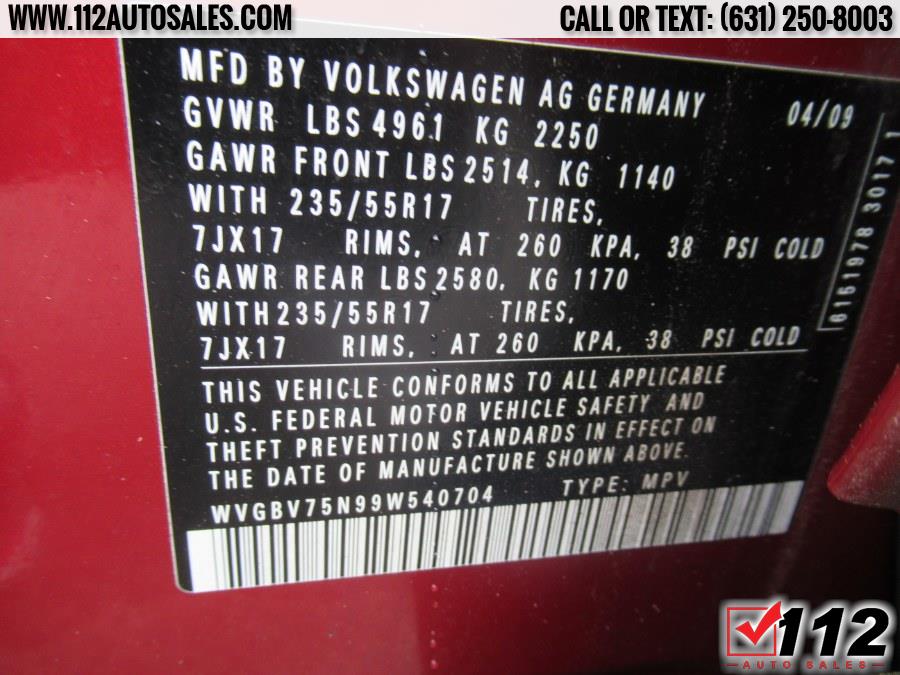 WWW.112AUTOSALES.COM
CALL OR TEXT: (631) 250-8003
MFD BY VOLKSWAGEN AG GERMANY 04/09
GVWR LBS 4961 KG 2250
GAWR FRONT LBS 2514, KG 1140
WITH 235/55R17 TIRES,
7JX17 RIMS, AT 260 KPA, 38 PSI COLD
GAWR REAR LBS 2580, KG 1170
WITH 235/55R17 TIRES,
7JX17 RIMS, AT 260 KPA, 38 PSI COLD
6161978 3017
THIS VEHICLE CONFORMS TO ALL APPLICABLE
U.S. FEDERAL MOTOR VEHICLE SAFETY AND
THEFT PREVENTION STANDARDS IN EFFECT ON
THE DATE OF MANUFACTURE SHOWN ABOVE.
WVGBV75N99W540704 TYPE: MPV
112
AUTO SALES